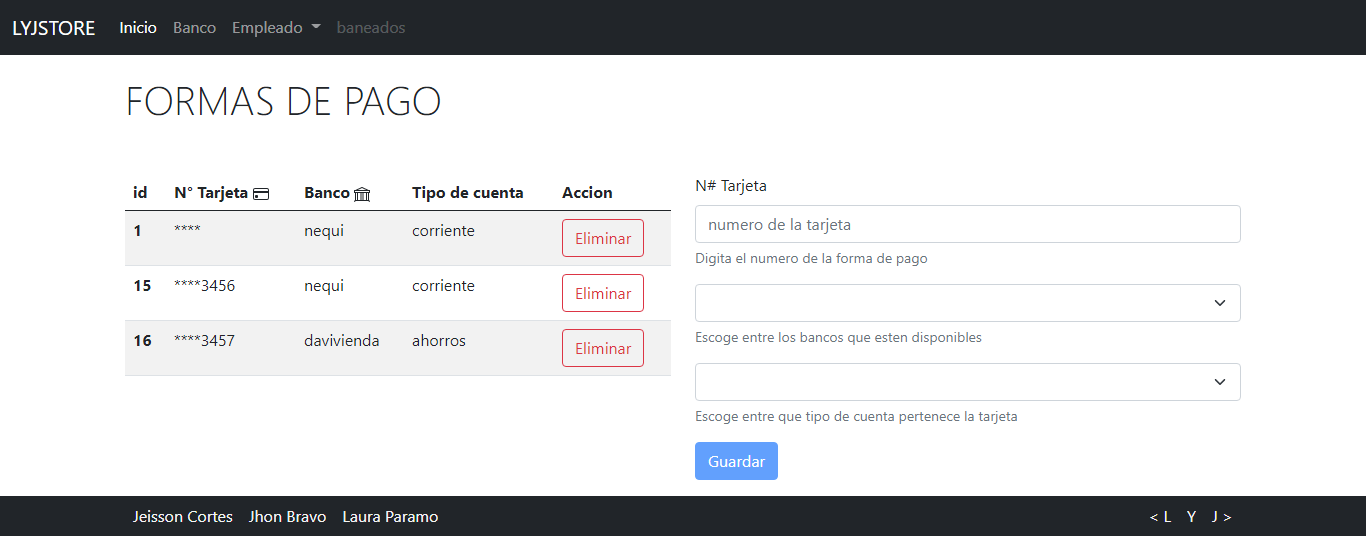 LYJSTORE Inicio Banco Empleado baneados
FORMAS DE PAGO
id N° Tarjeta Banco Tipo de cuenta Accion
1 **** nequi corriente Eliminar
15 ****3456 nequi corriente Eliminar
16 ****3457 davivienda ahorros Eliminar
N# Tarjeta
numero de la tarjeta
Digita el numero de la forma de pago
Escoge entre los bancos que esten disponibles
Escoge entre que tipo de cuenta pertenece la tarjeta
Guardar
Jeisson Cortes Jhon Bravo Laura Paramo < L Y J >